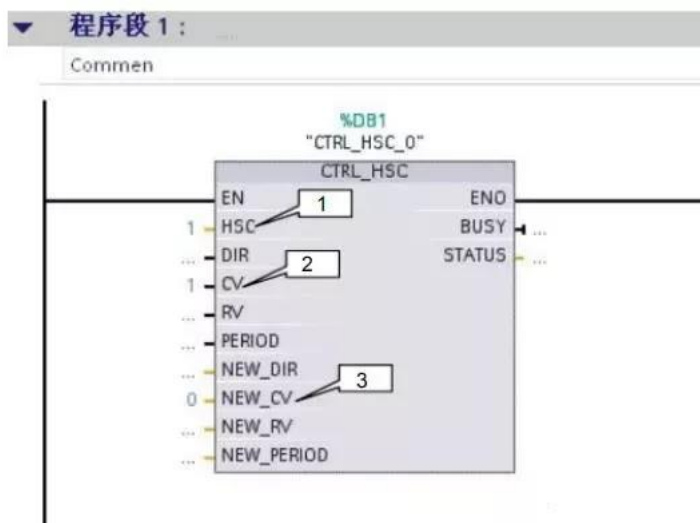 程序段 1：
Commen
%DB1
"CTRL_HSC_0"
CTRL_HSC
EN
ENO
1
1
HSC
BUSY
...
...
DIR
STATUS
...
2
1
CV
...
RV
...
PERIOD
...
NEW_DIR
3
0
NEW_CV
...
NEW_RV
...
NEW_PERIOD